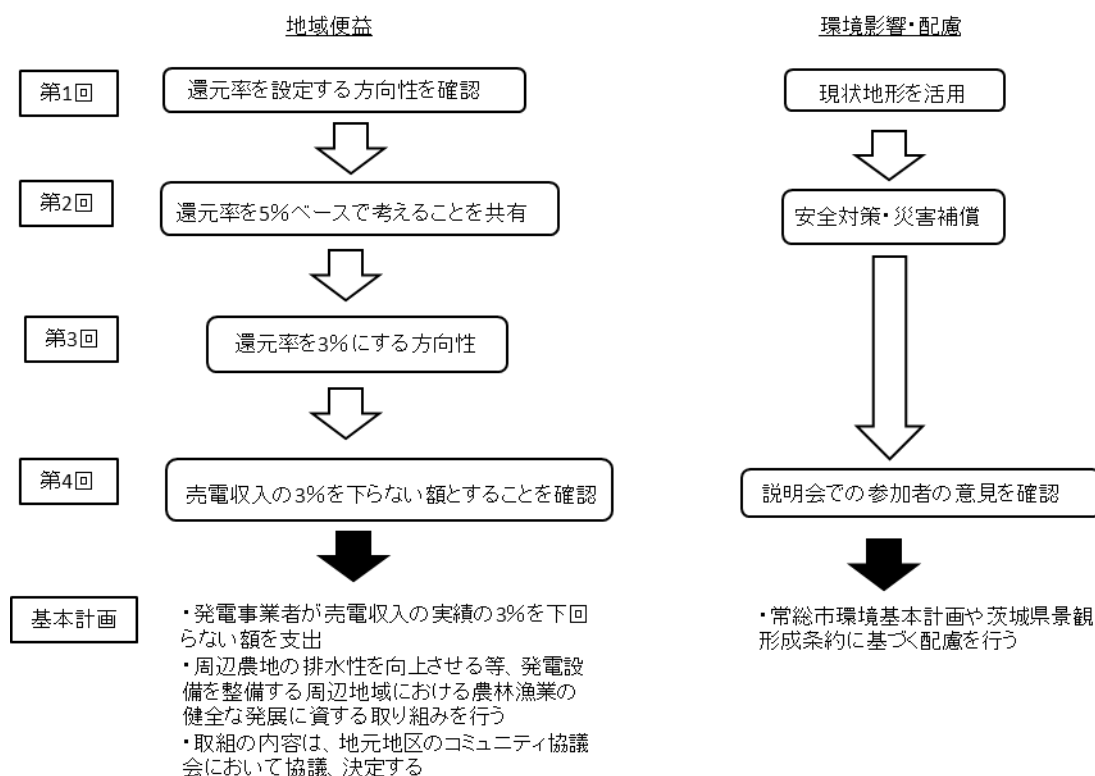 地域便益
環境影響・配慮
第1回
還元率を設定する方向性を確認
現状地形を活用
第2回
還元率を5%ベースで考えることを共有
安全対策・災害補償
第3回
還元率を3%にする方向性
第4回
売電収入の3%を下らない額とすることを確認
説明会での参加者の意見を確認
基本計画
・発電事業者が売電収入の実績の3%を下回
らない額を支出
・周辺農地の排水性を向上させる等、発電設
備を整備する周辺地域における農林漁業の
健全な発展に資する取り組みを行う
・取組の内容は、地元地区のコミュニティ協議
会において協議、決定する
・常総市環境基本計画や茨城県景観
形成条約に基づく配慮を行う